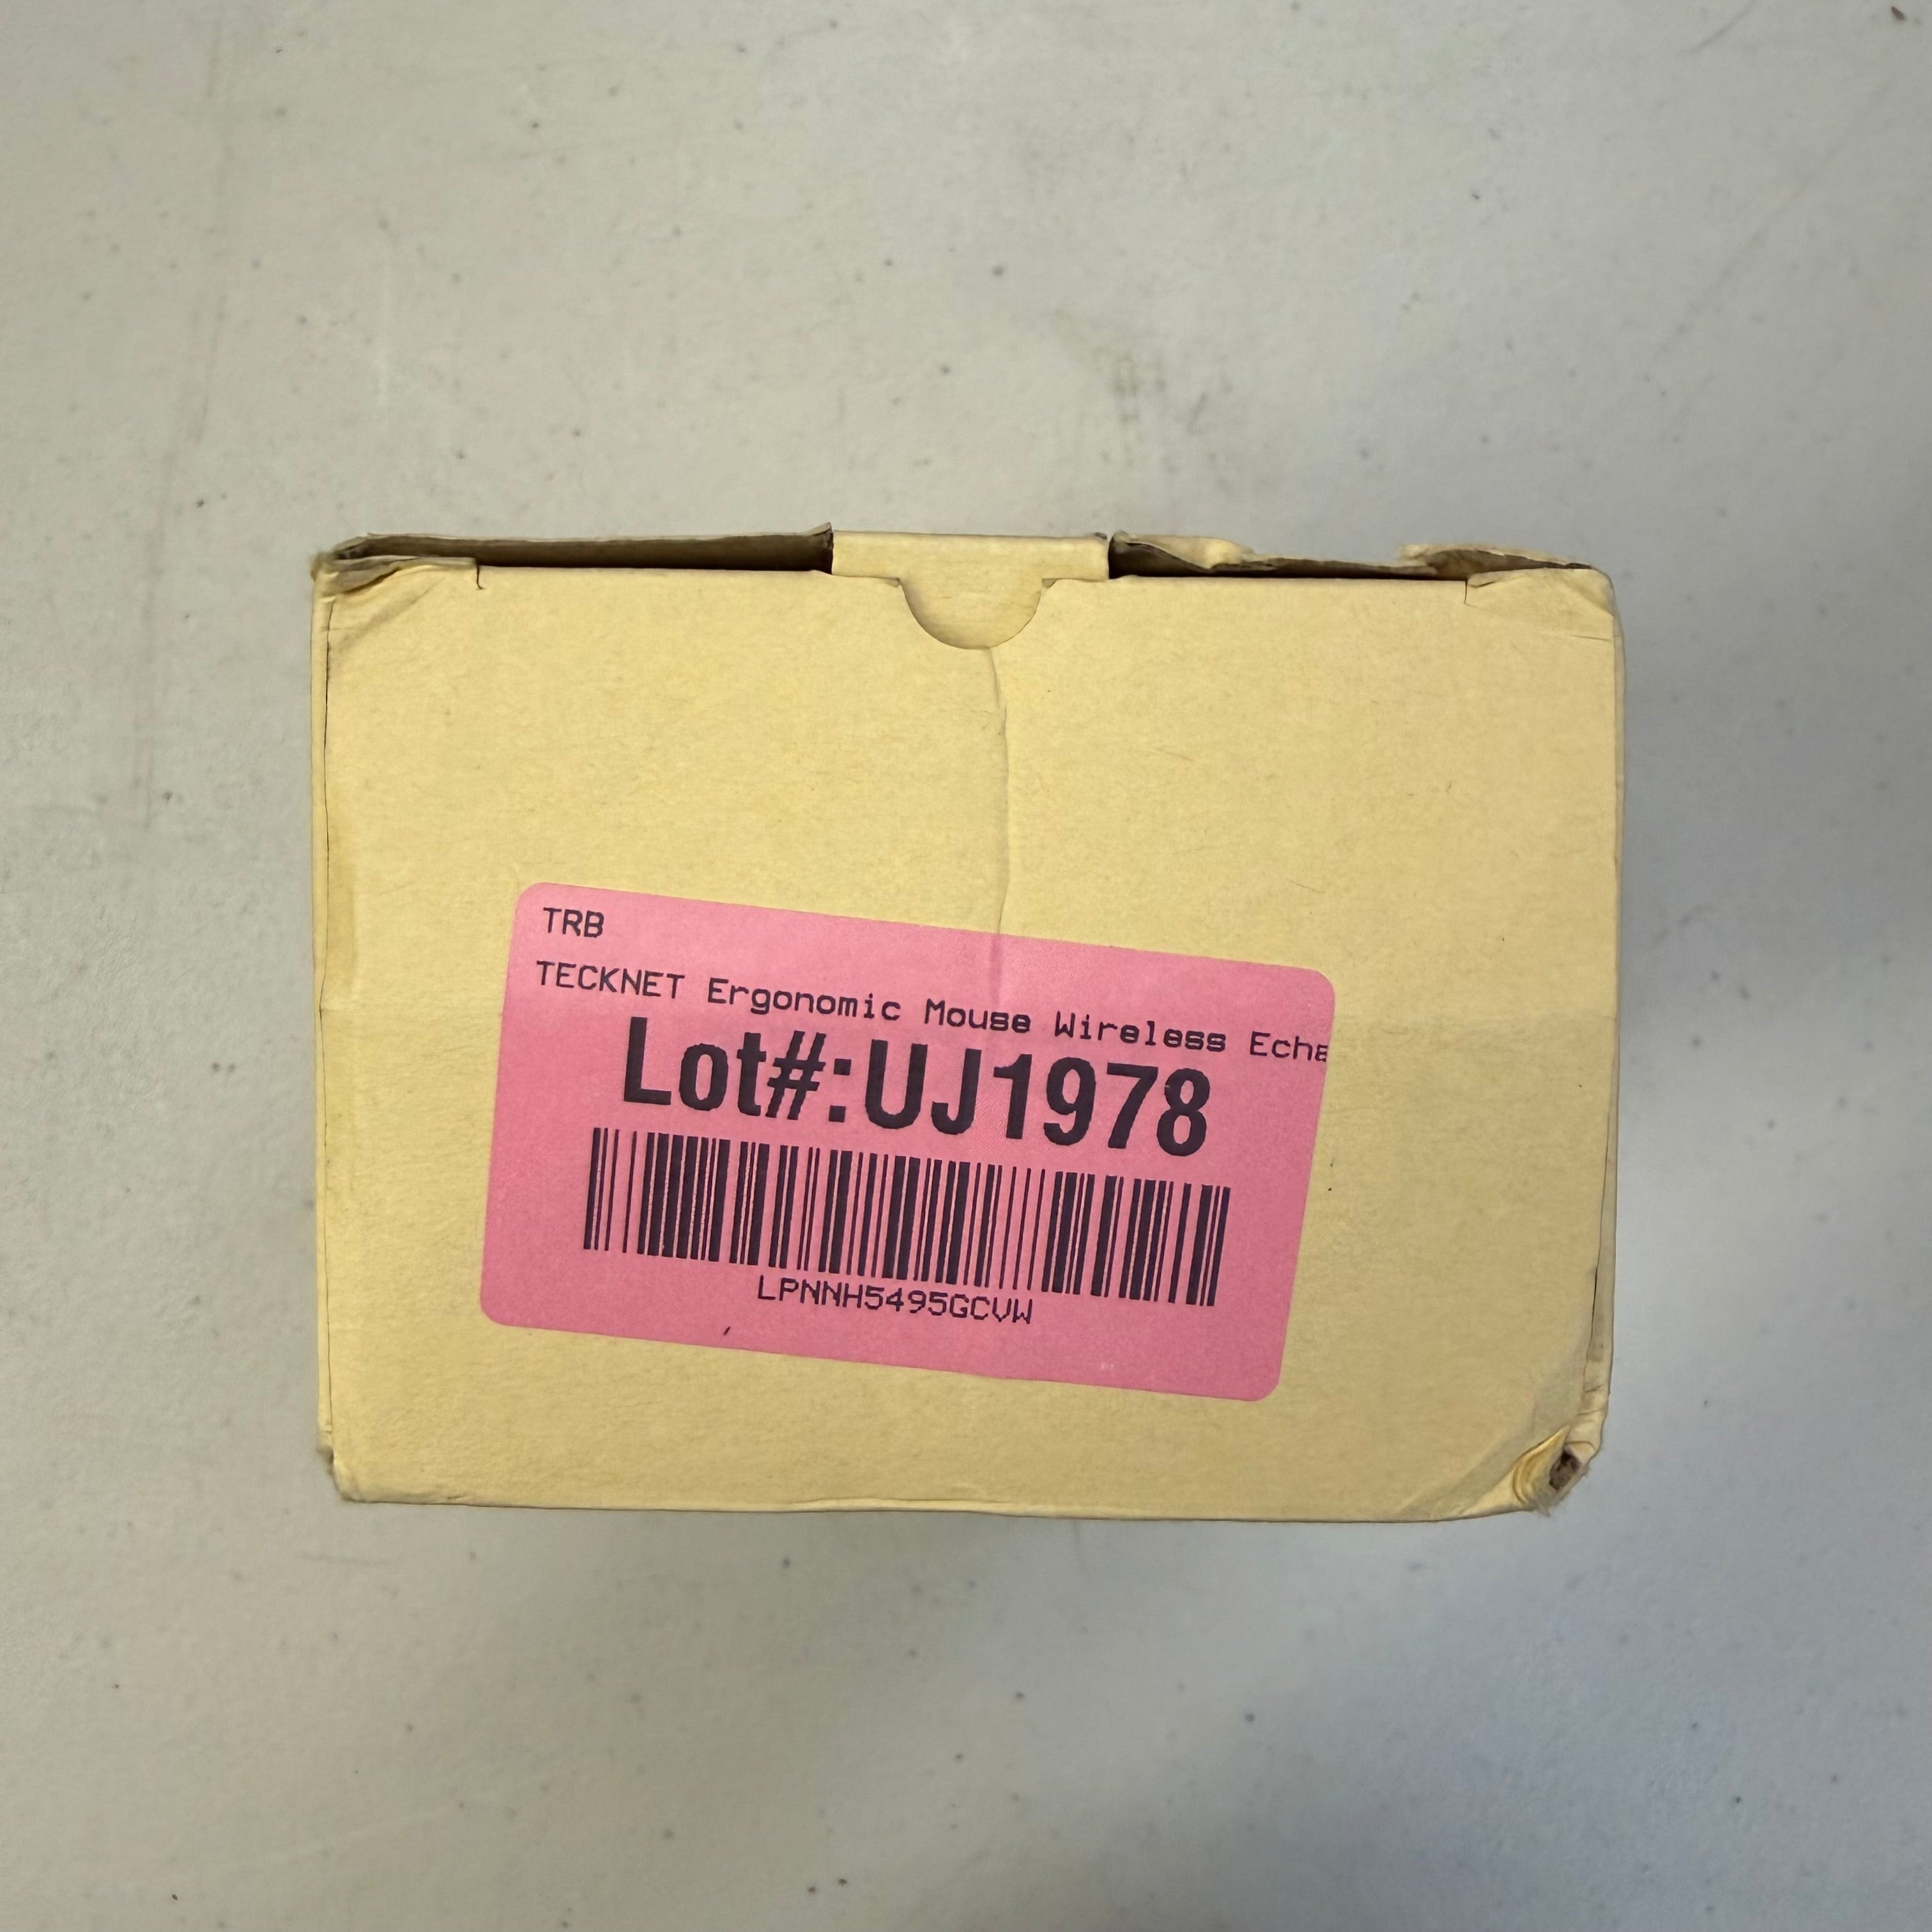 TRB
TECKNET Ergonomic Mouse Wireless Echa
Lot#:UJ1978
LPNNH5495GCVW